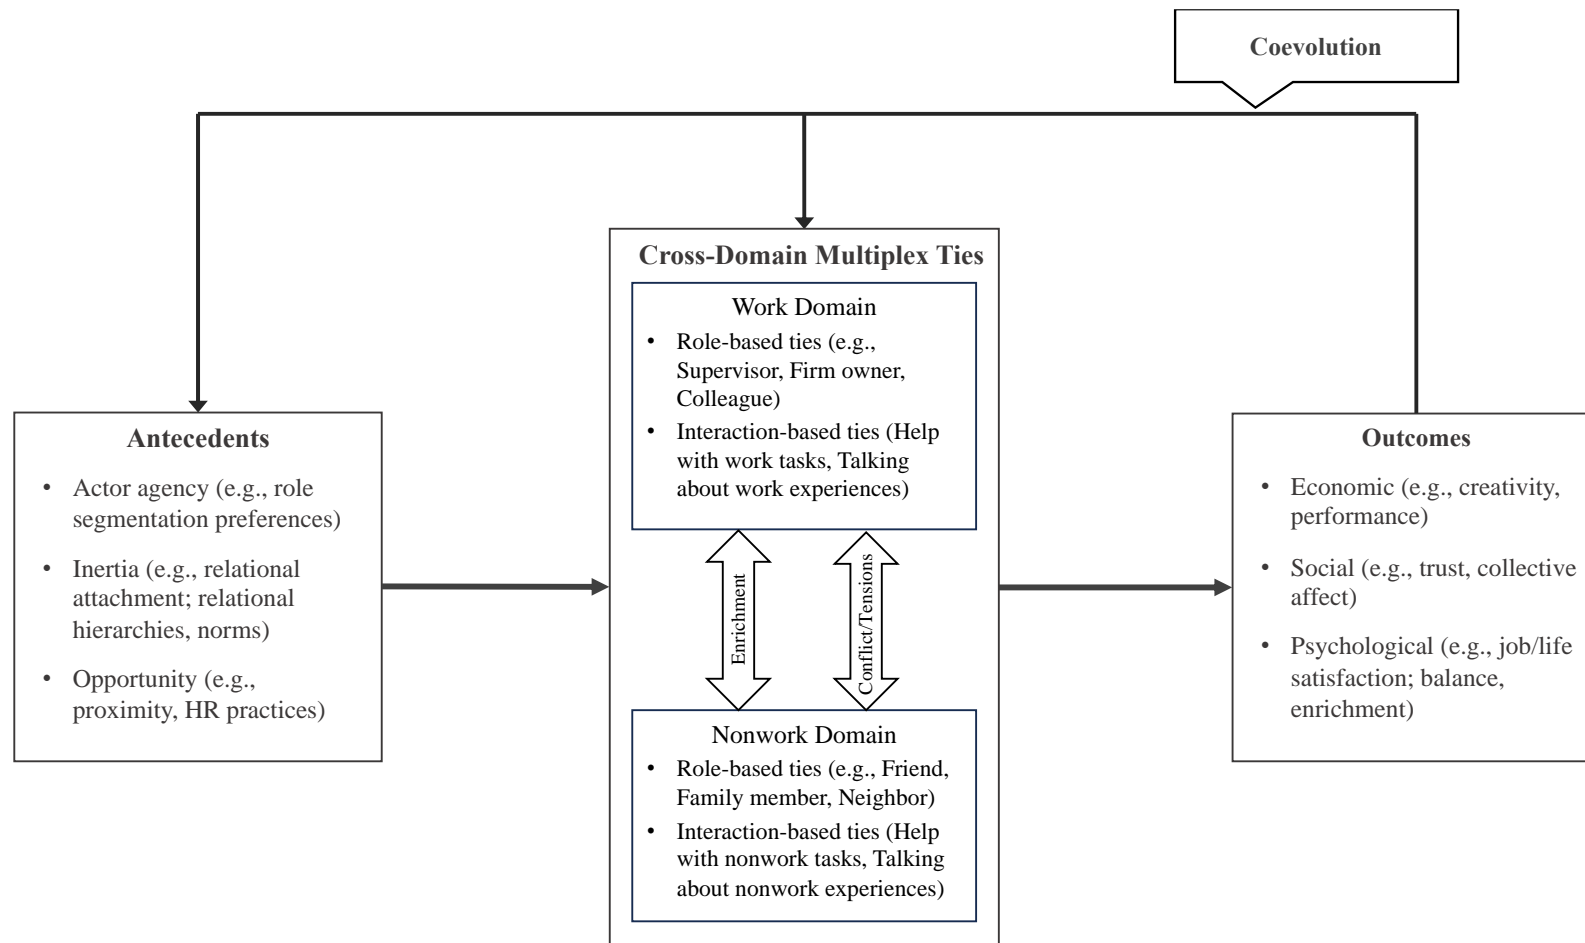 Coevolution
Cross-Domain Multiplex Ties
Work Domain
• Role-based ties (e.g.,
Supervisor, Firm owner,
Colleague)
• Interaction-based ties (Help
with work tasks, Talking
about work experiences)
Enrichment
Conflict/Tensions
Nonwork Domain
• Role-based ties (e.g., Friend,
Family member, Neighbor)
• Interaction-based ties (Help
with nonwork tasks, Talking
about nonwork experiences)
Antecedents
• Actor agency (e.g., role
segmentation preferences)
• Inertia (e.g., relational
attachment; relational
hierarchies, norms)
• Opportunity (e.g.,
proximity, HR practices)
Outcomes
• Economic (e.g., creativity,
performance)
• Social (e.g., trust, collective
affect)
• Psychological (e.g., job/life
satisfaction; balance,
enrichment)